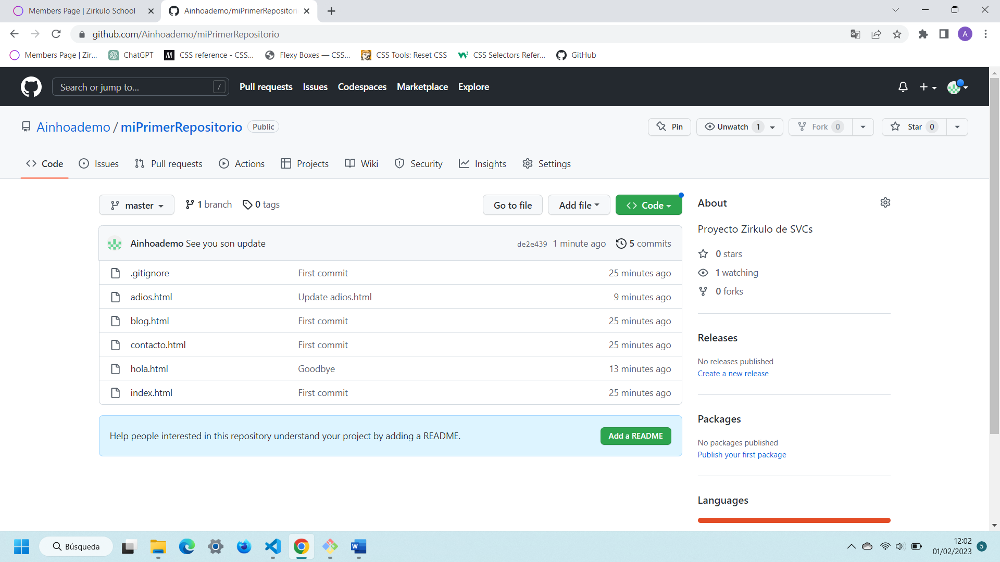 Members Page | Zirkulo School
Ainhoademo/miPrimerRepositori
github.com/Ainhoademo/miPrimerRepositorio
A
Members Page | Zir...
ChatGPT
CSS reference - CSS...
Flexy Boxes — CSS...
CSS Tools: Reset CSS
CSS Selectors Refer...
GitHub
Search or jump to...
/
Pull requests
Issues
Codespaces
Marketplace
Explore
Ainhoademo / miPrimerRepositorio
Public
Pin
Unwatch 1
Fork 0
Star 0
Code
Issues
Pull requests
Actions
Projects
Wiki
Security
Insights
Settings
master
1 branch
0 tags
Go to file
Add file
Code
Ainhoademo See you son update
de2e439 1 minute ago
5 commits
.gitignore First commit 25 minutes ago
adios.html Update adios.html 9 minutes ago
blog.html First commit 25 minutes ago
contacto.html First commit 25 minutes ago
hola.html Goodbye 13 minutes ago
index.html First commit 25 minutes ago
Help people interested in this repository understand your project by adding a README.
Add a README
About
Proyecto Zirkulo de SVCs
0 stars
1 watching
0 forks
Releases
No releases published
Create a new release
Packages
No packages published
Publish your first package
Languages
Búsqueda
12:02
01/02/2023
5